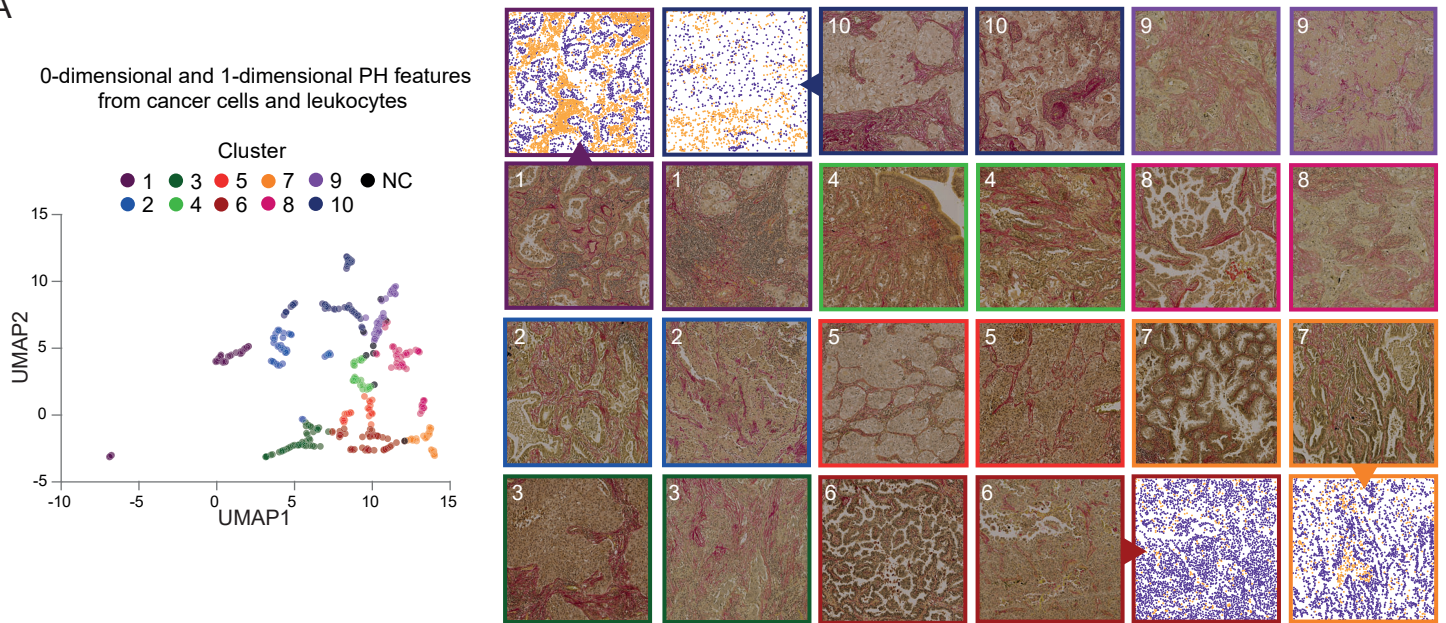 A
0-dimensional and 1-dimensional PH features
from cancer cells and leukocytes
Cluster
1 3 5 7 9 NC
2 4 6 8 10
15
10
5
0
-5
-10 -5 0 5 10 15
UMAP1
UMAP2
10 10 9 9
1 1 4 4 8 8
2 2 5 5 7 7
3 3 6 6